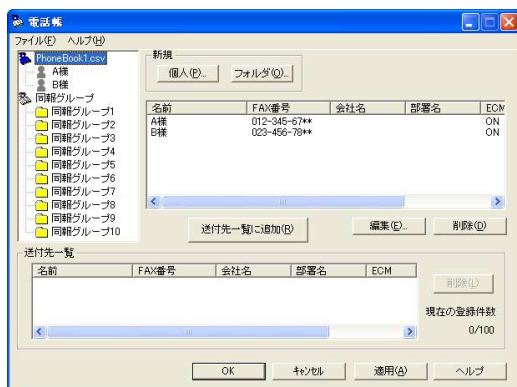 電話帳
ファイル(F) ヘルプ(H)
PhoneBook1.csv
A様
B様
同報グループ
同報グループ1
同報グループ2
同報グループ3
同報グループ4
同報グループ5
同報グループ6
同報グループ7
同報グループ8
同報グループ9
同報グループ10
新規
個人(P)... フォルダ(O)...
名前 FAX番号 会社名 部署名 ECM
A様 012-345-67** ON
B様 023-456-78** ON
送付先一覧に追加(R) 編集(E)... 削除(D)
送付先一覧
名前 FAX番号 会社名 部署名 ECM
削除(L)
現在の登録件数
0/100
OK キャンセル 適用(A) ヘルプ